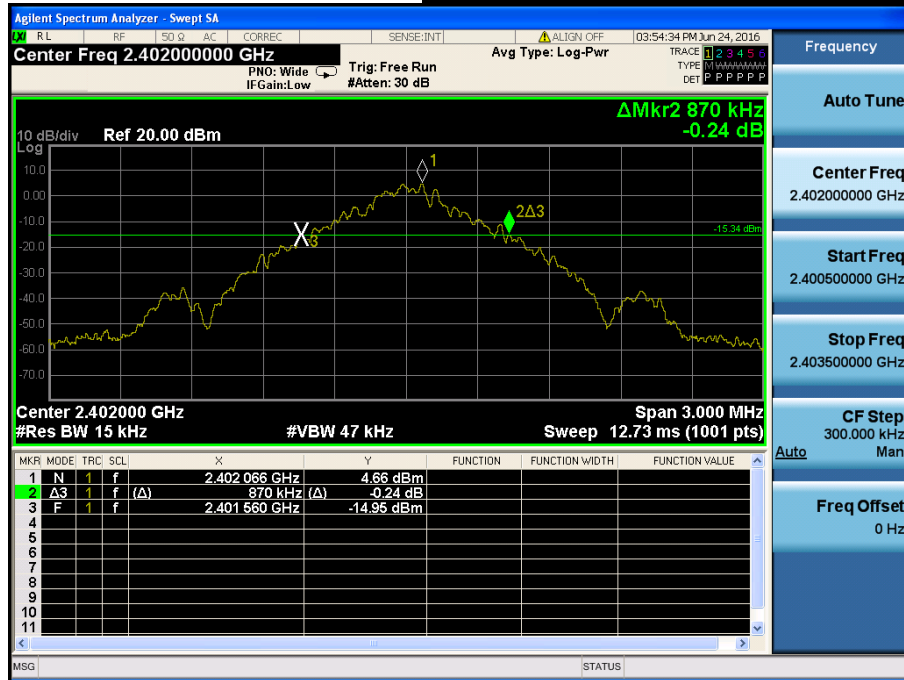 Agilent Spectrum Analyzer - Swept SA
LXI RL RF 50 Ω AC CORREC SENSE:INT ALIGN OFF 03:54:34 PM Jun 24, 2016
Center Freq 2.402000000 GHz
PNO: Wide
IFGain:Low
Trig: Free Run
#Atten: 30 dB
Avg Type: Log-Pwr
TRACE 1 2 3 4 5 6
TYPE M
DET P P P P P P
ΔMkr2 870 kHz
-0.24 dB
10 dB/div Ref 20.00 dBm
Log
10.0
0.00
-10.0
-20.0
-30.0
-40.0
-50.0
-60.0
-70.0
1
2Δ3
3
-15.34 dBm
Center 2.402000 GHz Span 3.000 MHz
#Res BW 15 kHz #VBW 47 kHz Sweep 12.73 ms (1001 pts)
MKR MODE TRC SCL X Y FUNCTION FUNCTION WIDTH FUNCTION VALUE
1 N 1 f 2.402 066 GHz 4.66 dBm
2 Δ3 1 f (Δ) 870 kHz (Δ) -0.24 dB
3 F 1 f 2.401 560 GHz -14.95 dBm
4
5
6
7
8
9
10
11
MSG STATUS
Frequency
Auto Tune
Center Freq
2.402000000 GHz
Start Freq
2.400500000 GHz
Stop Freq
2.403500000 GHz
CF Step
300.000 kHz
Auto Man
Freq Offset
0 Hz